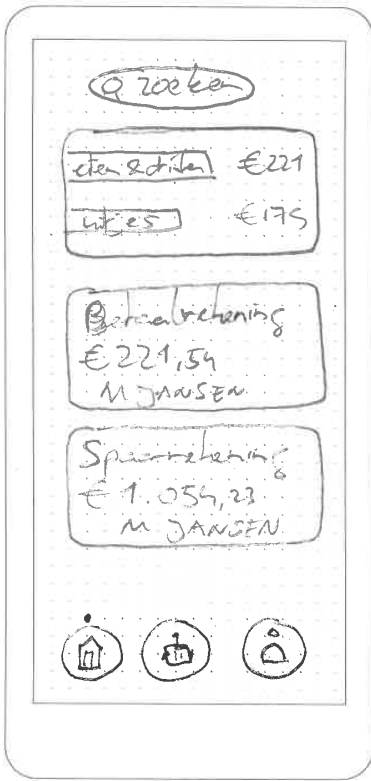 zoeken
eten & drinken €221
uitjes €175
Betaalrekening
€ 221,54
M JANSEN
Spaarrekening
€ 1.054,23
M JANSEN